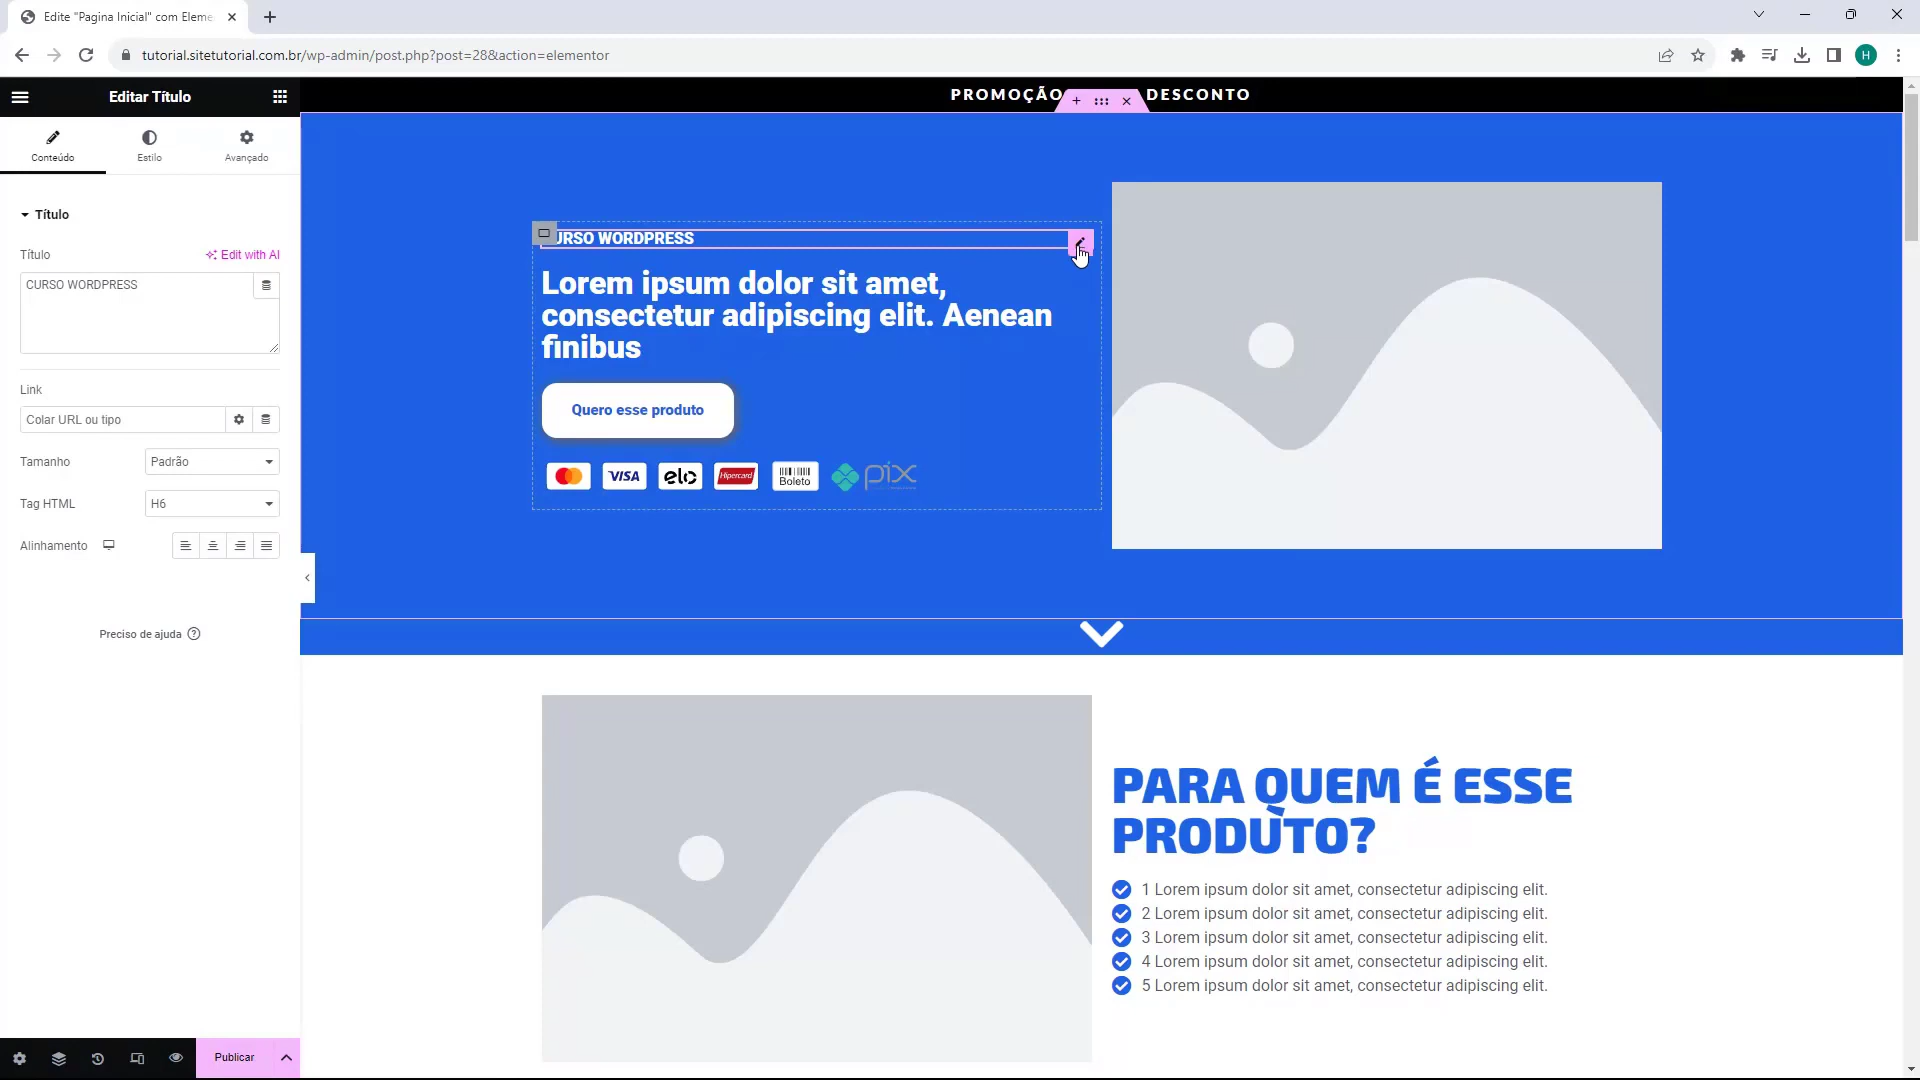 Edite "Pagina Inicial" com Eleme
tutorial.sitetutorial.com.br/wp-admin/post.php?post=28&action=elementor
H
Editar Título
PROMOÇÃO DESCONTO
Conteúdo
Estilo
Avançado
Título
Título
Edit with AI
CURSO WORDPRESS
Link
Colar URL ou tipo
Tamanho
Padrão
Tag HTML
H6
Alinhamento
Preciso de ajuda
Publicar
URSO WORDPRESS
Lorem ipsum dolor sit amet,
consectetur adipiscing elit. Aenean
finibus
Quero esse produto
VISA
elo
Hipercard
Boleto
pix
PARA QUEM É ESSE
PRODUTO?
1 Lorem ipsum dolor sit amet, consectetur adipiscing elit.
2 Lorem ipsum dolor sit amet, consectetur adipiscing elit.
3 Lorem ipsum dolor sit amet, consectetur adipiscing elit.
4 Lorem ipsum dolor sit amet, consectetur adipiscing elit.
5 Lorem ipsum dolor sit amet, consectetur adipiscing elit.